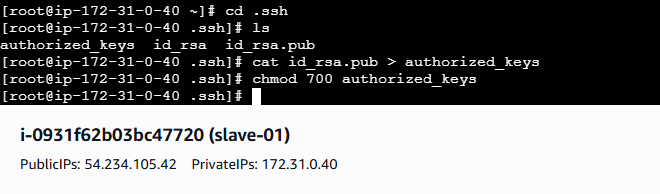 [root@ip-172-31-0-40 ~]# cd .ssh
[root@ip-172-31-0-40 .ssh]# ls
authorized_keys  id_rsa  id_rsa.pub
[root@ip-172-31-0-40 .ssh]# cat id_rsa.pub > authorized_keys
[root@ip-172-31-0-40 .ssh]# chmod 700 authorized_keys
[root@ip-172-31-0-40 .ssh]#
i-0931f62b03bc47720 (slave-01)
PublicIPs: 54.234.105.42 PrivateIPs: 172.31.0.40